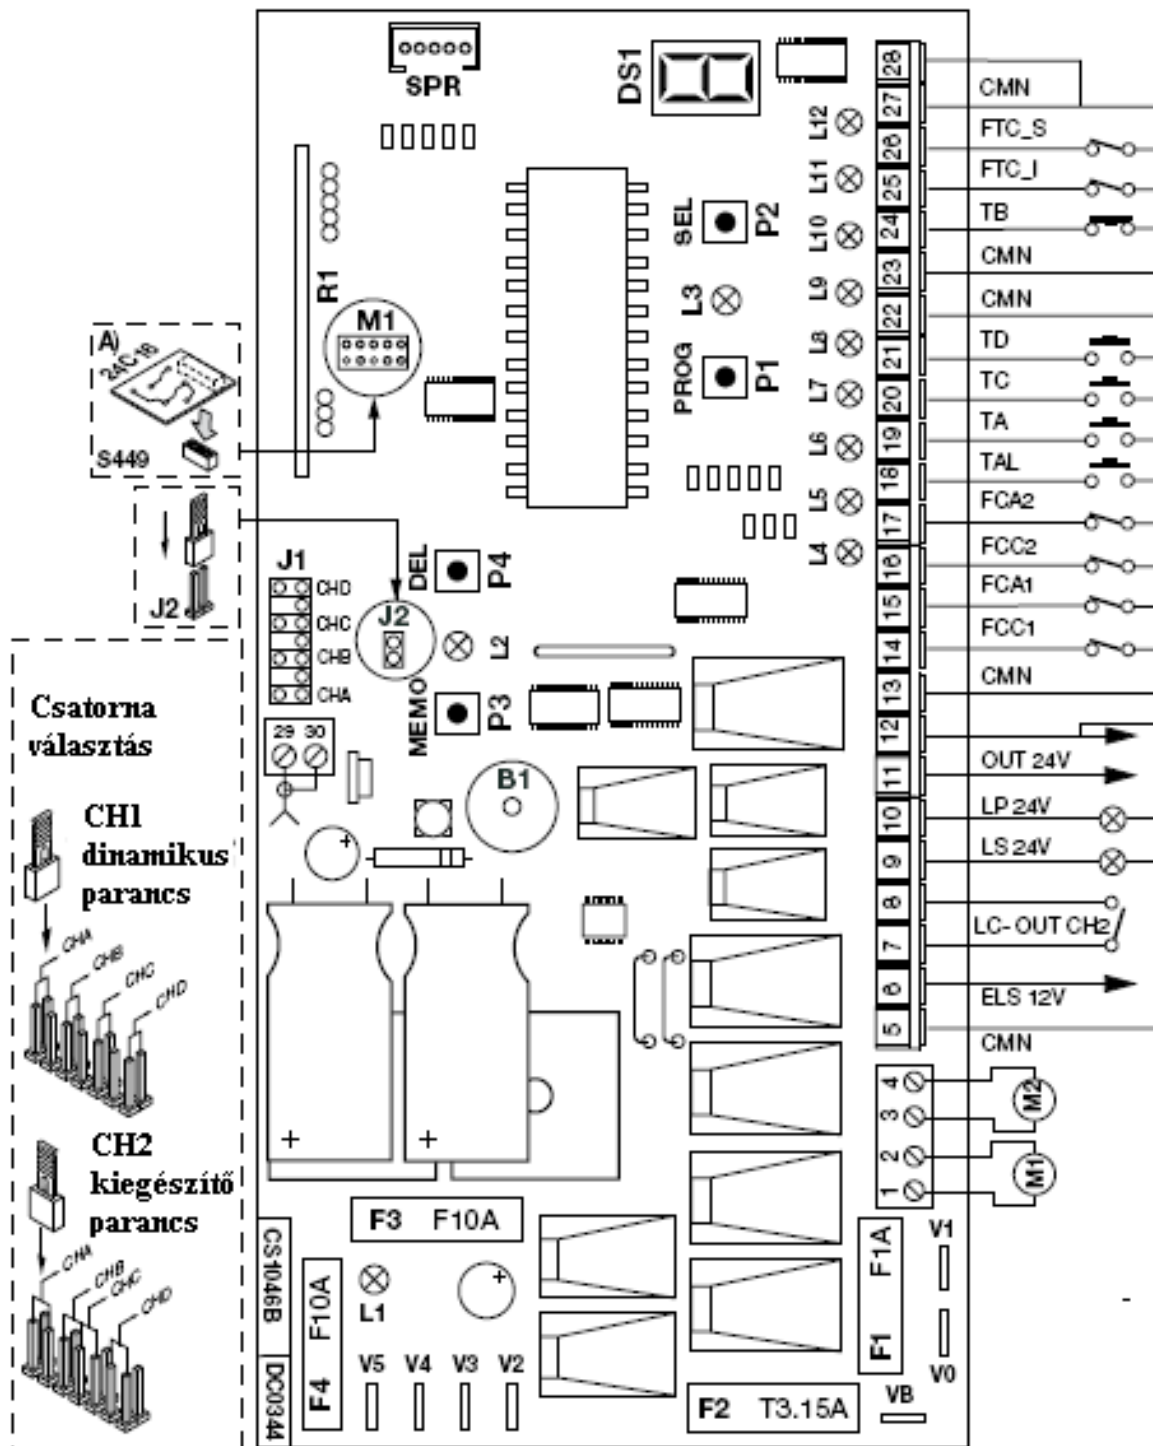 SPR
DS1
28
CMN
27
L12
FTC_S
26
FTC_I
L11
25
SEL
P2
TB
L10
24
CMN
23
R1
L9
CMN
L3
22
M1
A)
24C16
L8
TD
21
PROG
P1
TC
L7
20
TA
L6
19
TAL
S449
18
FCA2
L5
17
FCC2
L4
16
J1
DEL
P4
FCA1
CHD
15
J2
J2
FCC1
CHC
14
L2
CHB
CMN
CHA
13
Csatorna
választás
MEMO
P3
12
29 30
OUT 24V
11
B1
LP 24V
10
CH1
dinamikus
parancs
LS 24V
9
8
LC- OUT CH2
7
CHA
CHB
CHC
CHD
6
ELS 12V
5
CMN
4
M2
3
CH2
kiegészítő
parancs
2
M1
1
F3 F10A
CHA
CHB
CHC
CHD
CS1046B
F4 F10A
L1
F1 F1A
V1
V5 V4 V3 V2
V0
DC0344
F2 T3.15A
VB